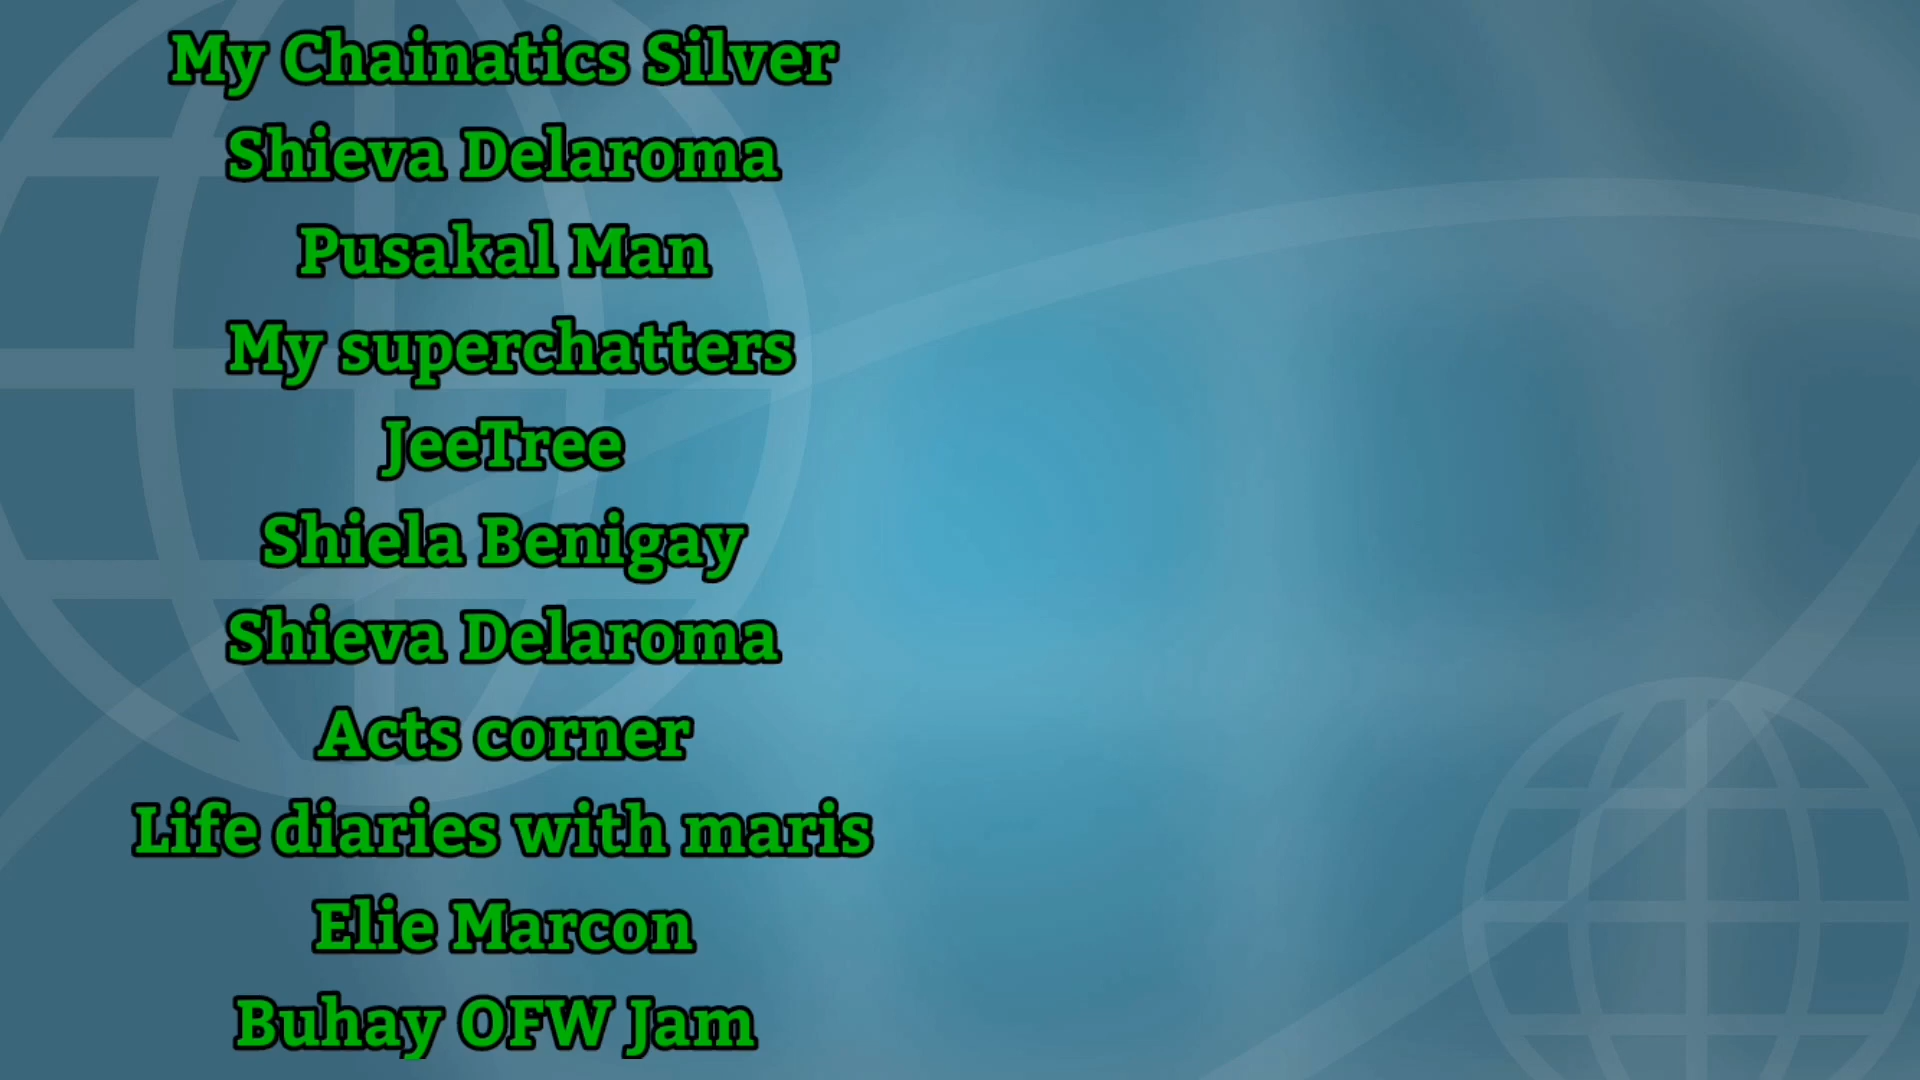 My Chainatics Silver
Shieva Delaroma
Pusakal Man
My superchatters
JeeTree
Shiela Benigay
Shieva Delaroma
Acts corner
Life diaries with maris
Elie Marcon
Buhay OFW Jam